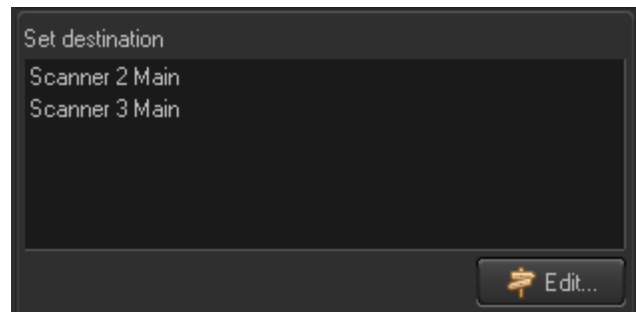 Set destination
Scanner 2 Main
Scanner 3 Main
Edit...